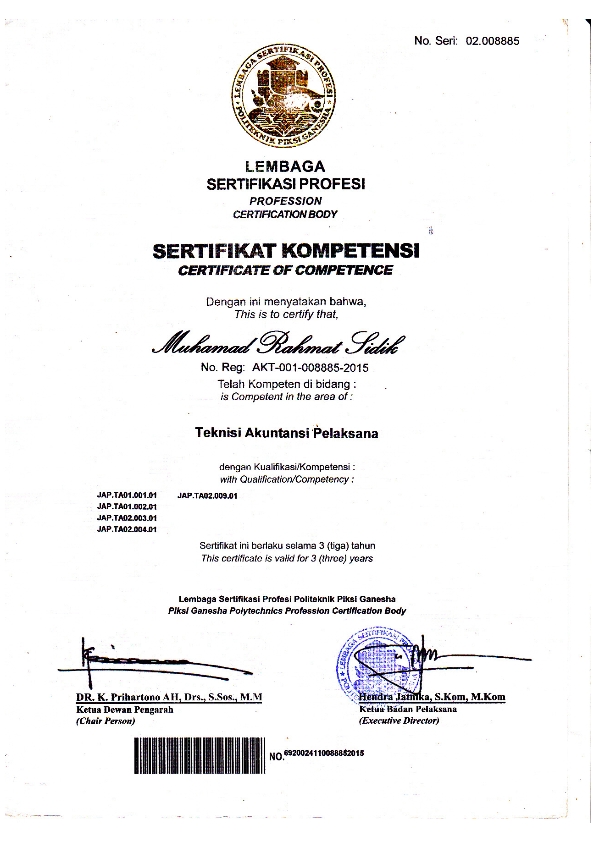 No. Seri: 02.008885
LEMBAGA SERTIFIKASI PROFESI
POLITEKNIK PIKSI GANESHA
LEMBAGA
SERTIFIKASI PROFESI
PROFESSION
CERTIFICATION BODY
SERTIFIKAT KOMPETENSI
CERTIFICATE OF COMPETENCE
Dengan ini menyatakan bahwa,
This is to certify that,
Muhamad Rahmat Sidik
No. Reg: AKT-001-008885-2015
Telah Kompeten di bidang :
is Competent in the area of :
Teknisi Akuntansi Pelaksana
dengan Kualifikasi/Kompetensi :
with Qualification/Competency :
JAP.TA01.001.01 JAP.TA02.009.01
JAP.TA01.002.01
JAP.TA02.003.01
JAP.TA02.004.01
Sertifikat ini berlaku selama 3 (tiga) tahun
This certificate is valid for 3 (three) years
Lembaga Sertifikasi Profesi Politeknik Piksi Ganesha
Piksi Ganesha Polytechnics Profession Certification Body
LEMBAGA SERTIFIKASI
DR. K. Prihartono AH, Drs., S.Sos., M.M
Ketua Dewan Pengarah
(Chair Person)
Hendra Jatnika, S.Kom, M.Kom
Ketua Badan Pelaksana
(Executive Director)
NO.6920024110088852015